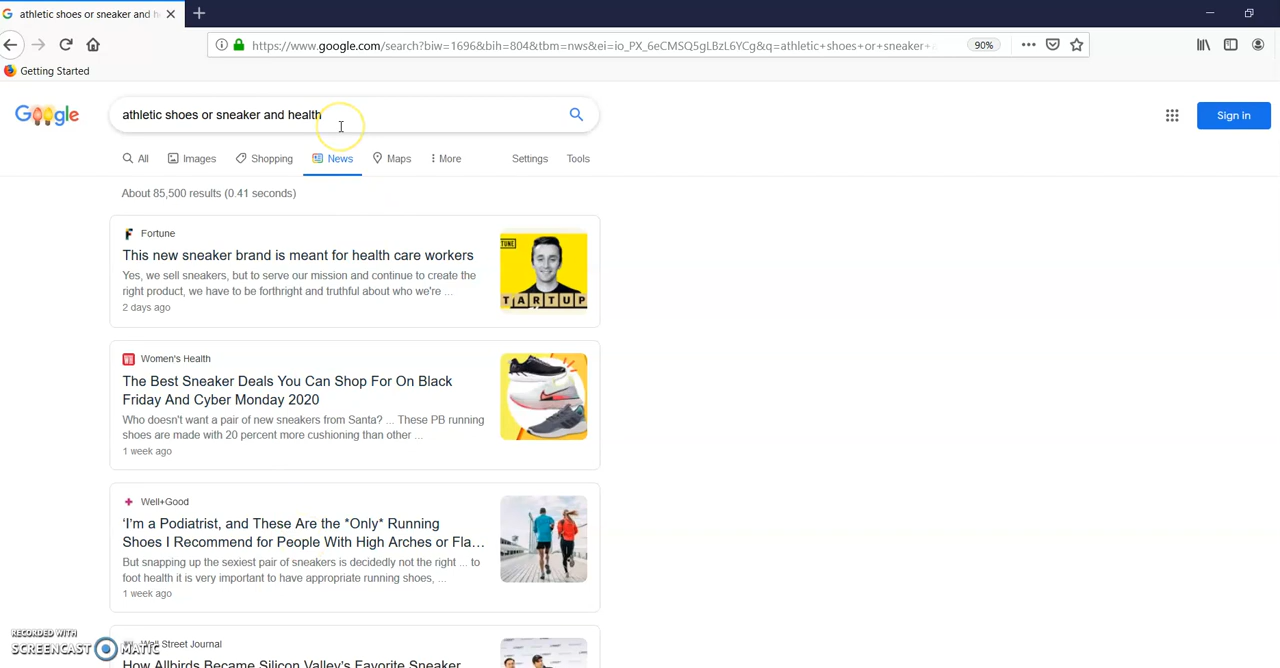 athletic shoes or sneaker and h
Getting Started
https://www.google.com/search?biw=1696&bih=804&tbm=nws&ei=io_PX_6eCMSQ5gLBzL6YCg&q=athletic+shoes+or+sneaker+
90%
Google
athletic shoes or sneaker and health
Sign in
All Images Shopping News Maps More Settings Tools
About 85,500 results (0.41 seconds)
Fortune
This new sneaker brand is meant for health care workers
Yes, we sell sneakers, but to serve our mission and continue to create the
right product, we have to be forthright and truthful about who we're ...
2 days ago
TUNE
TARTUP
Women's Health
The Best Sneaker Deals You Can Shop For On Black
Friday And Cyber Monday 2020
Who doesn't want a pair of new sneakers from Santa? ... These PB running
shoes are made with 20 percent more cushioning than other ...
1 week ago
Well+Good
‘I’m a Podiatrist, and These Are the *Only* Running
Shoes I Recommend for People With High Arches or Fla...
But snapping up the sexiest pair of sneakers is decidedly not the right ... to
foot health it is very important to have appropriate running shoes, ...
1 week ago
Wall Street Journal
How Allbirds Became Silicon Valley's Favorite Sneaker
RECORDED WITH
SCREENCAST MATIC